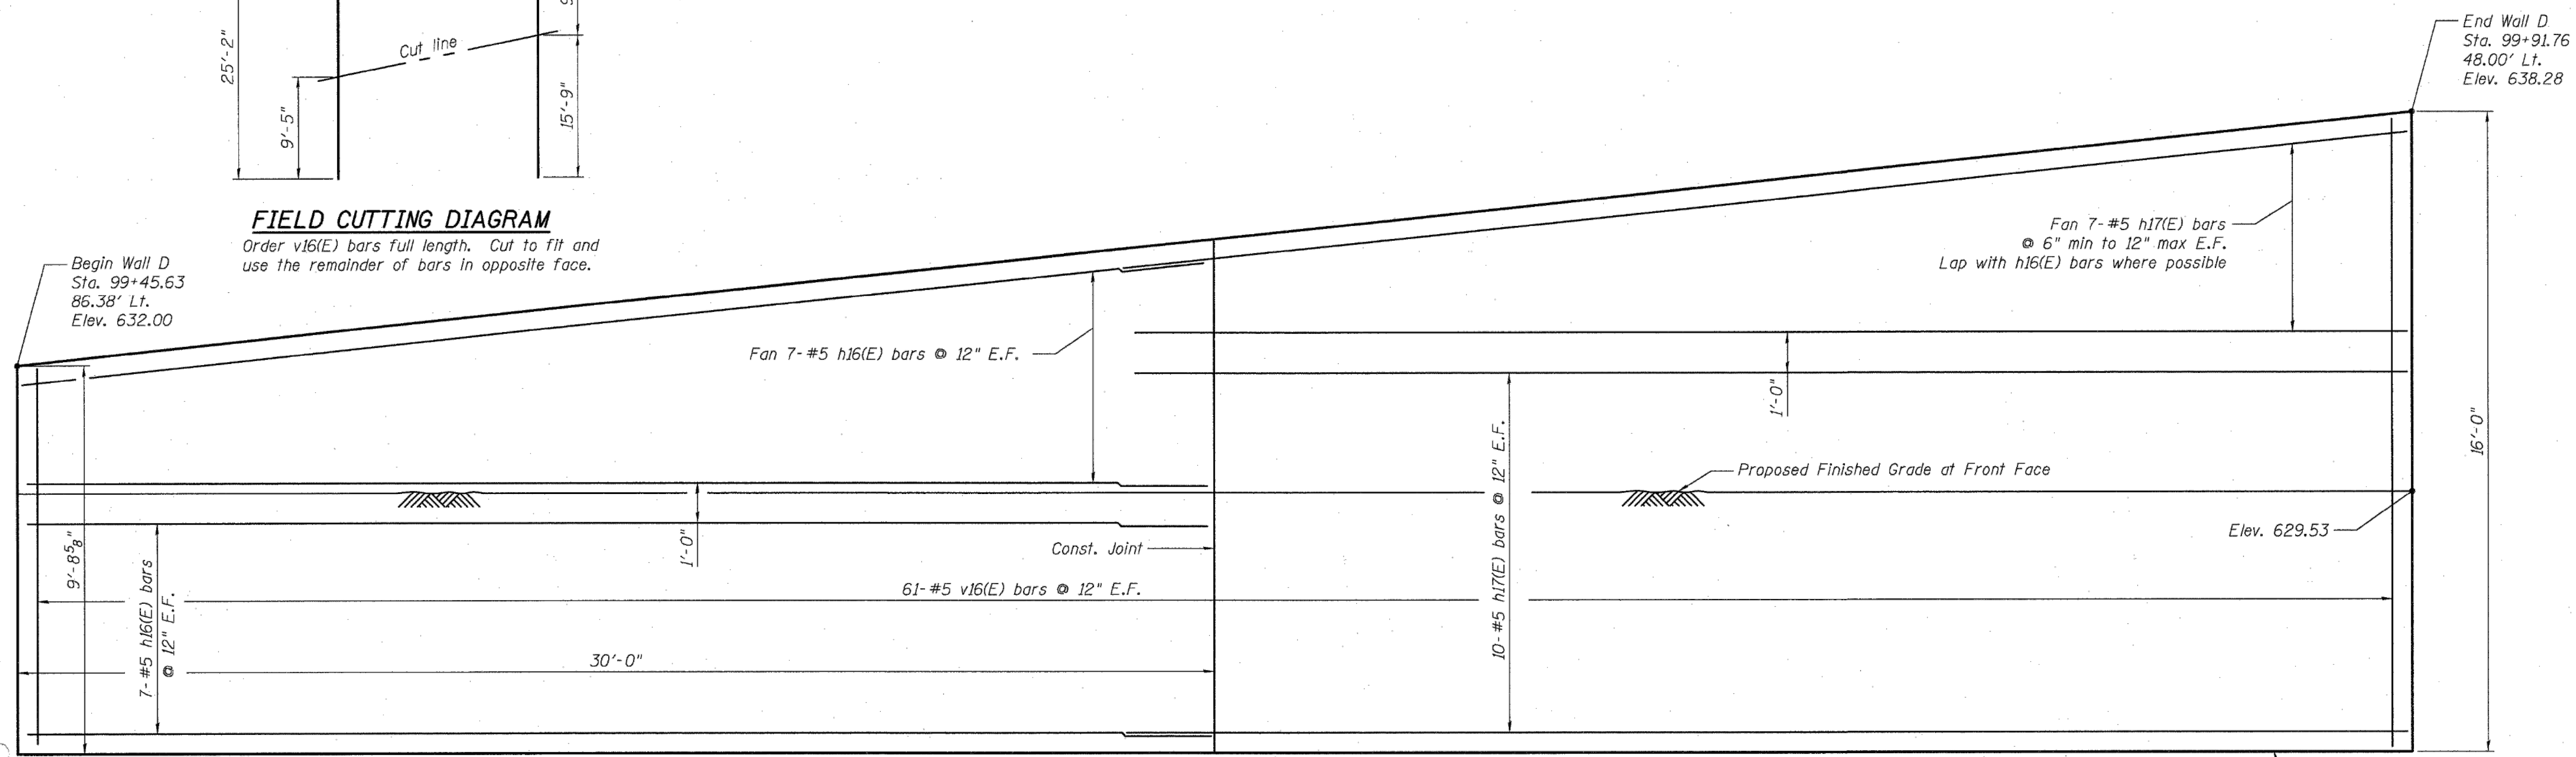 25'-2"
9'-5"
Cut line
15'-9"
FIELD CUTTING DIAGRAM
Order v16(E) bars full length. Cut to fit and
use the remainder of bars in opposite face.
Begin Wall D
Sta. 99+45.63
86.38' Lt.
Elev. 632.00
End Wall D
Sta. 99+91.76
48.00' Lt.
Elev. 638.28
Fan 7-#5 h17(E) bars
@ 6" min to 12" max E.F.
Lap with h16(E) bars where possible
Fan 7-#5 h16(E) bars @ 12" E.F.
1'-0"
16'-0"
Proposed Finished Grade at Front Face
Elev. 629.53
9'-8 5/8"
7-#5 h16(E) bars
@ 12" E.F.
1'-0"
Const. Joint
61-#5 v16(E) bars @ 12" E.F.
10-#5 h17(E) bars @ 12" E.F.
30'-0"